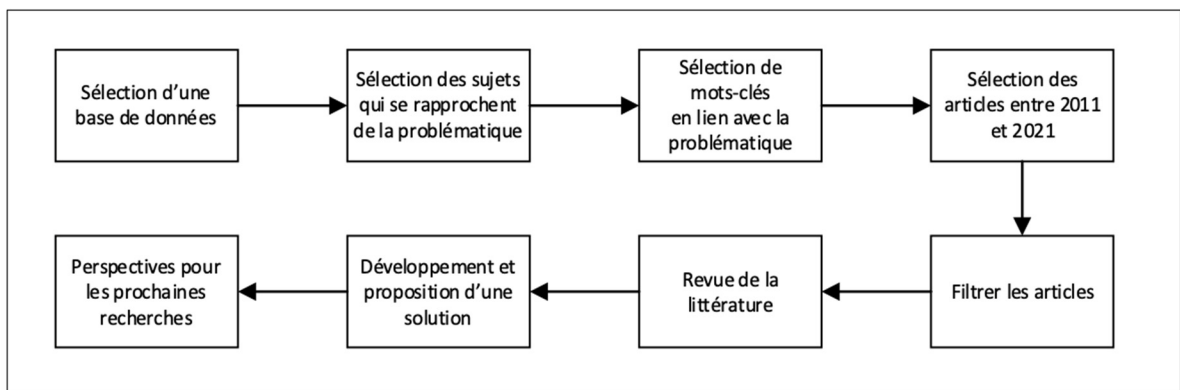 Sélection d'une
base de données
Sélection des sujets
qui se rapprochent
de la problématique
Sélection de
mots-clés
en lien avec la
problématique
Sélection des
articles entre 2011
et 2021
Filtrer les articles
Revue de la
littérature
Développement et
proposition d'une
solution
Perspectives pour
les prochaines
recherches